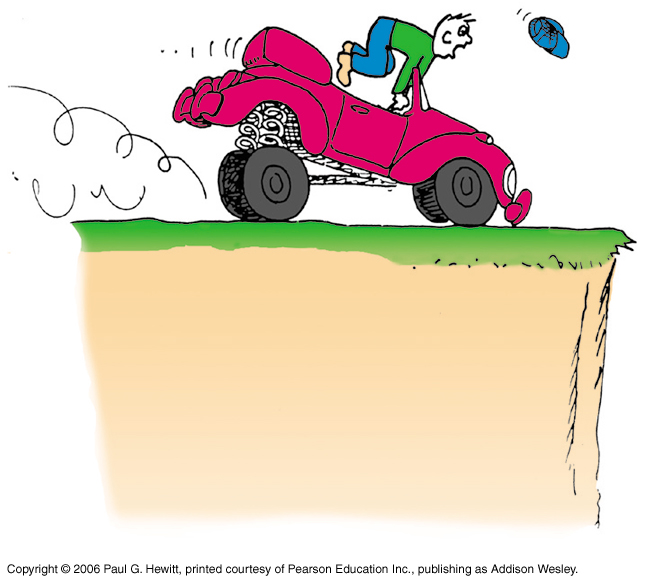 Copyright © 2006 Paul G. Hewitt, printed courtesy of Pearson Education Inc., publishing as Addison Wesley.